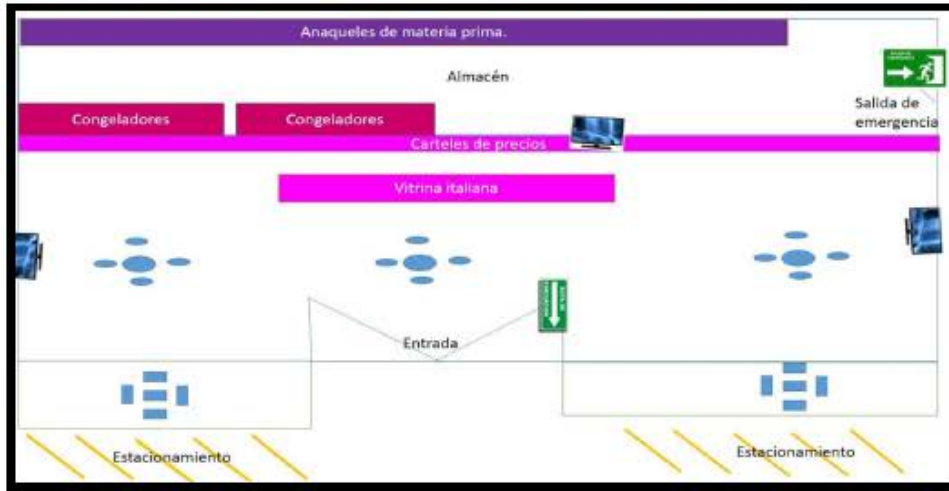 Anaqueles de materia prima.
Almacén
Salida de
emergencia
Congeladores
Congeladores
Carteles de precios
Vitrina italiana
Entrada
Estacionamiento
Estacionamiento